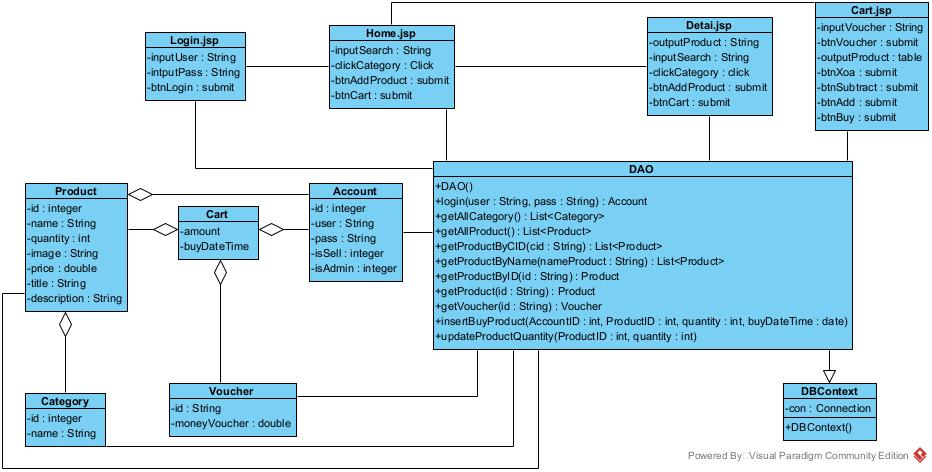 Login.jsp
-inputUser : String
-intputPass : String
-btnLogin : submit
Home.jsp
-inputSearch : String
-clickCategory : Click
-btnAddProduct : submit
-btnCart : submit
Detai.jsp
-outputProduct : String
-inputSearch : String
-clickCategory : click
-btnAddProduct : submit
-btnCart : submit
Cart.jsp
-inputVoucher : String
-btnVoucher : submit
-outputProduct : table
-btnXoa : submit
-btnSubtract : submit
-btnAdd : submit
-btnBuy : submit
DAO
+DAO()
+login(user : String, pass : String) : Account
+getAllCategory() : List<Category>
+getAllProduct() : List<Product>
+getProductByCID(cid : String) : List<Product>
+getProductByName(nameProduct : String) : List<Product>
+getProductByID(id : String) : Product
+getProduct(id : String) : Product
+getVoucher(id : String) : Voucher
+insertBuyProduct(AccountID : int, ProductID : int, quantity : int, buyDateTime : date)
+updateProductQuantity(ProductID : int, quantity : int)
Product
-id : integer
-name : String
-quantity : int
-image : String
-price : double
-title : String
-description : String
Cart
-amount
-buyDateTime
Account
-id : integer
-user : String
-pass : String
-isSell : integer
-isAdmin : integer
Category
-id : integer
-name : String
Voucher
-id : String
-moneyVoucher : double
DBContext
-con : Connection
+DBContext()
Powered By Visual Paradigm Community Edition